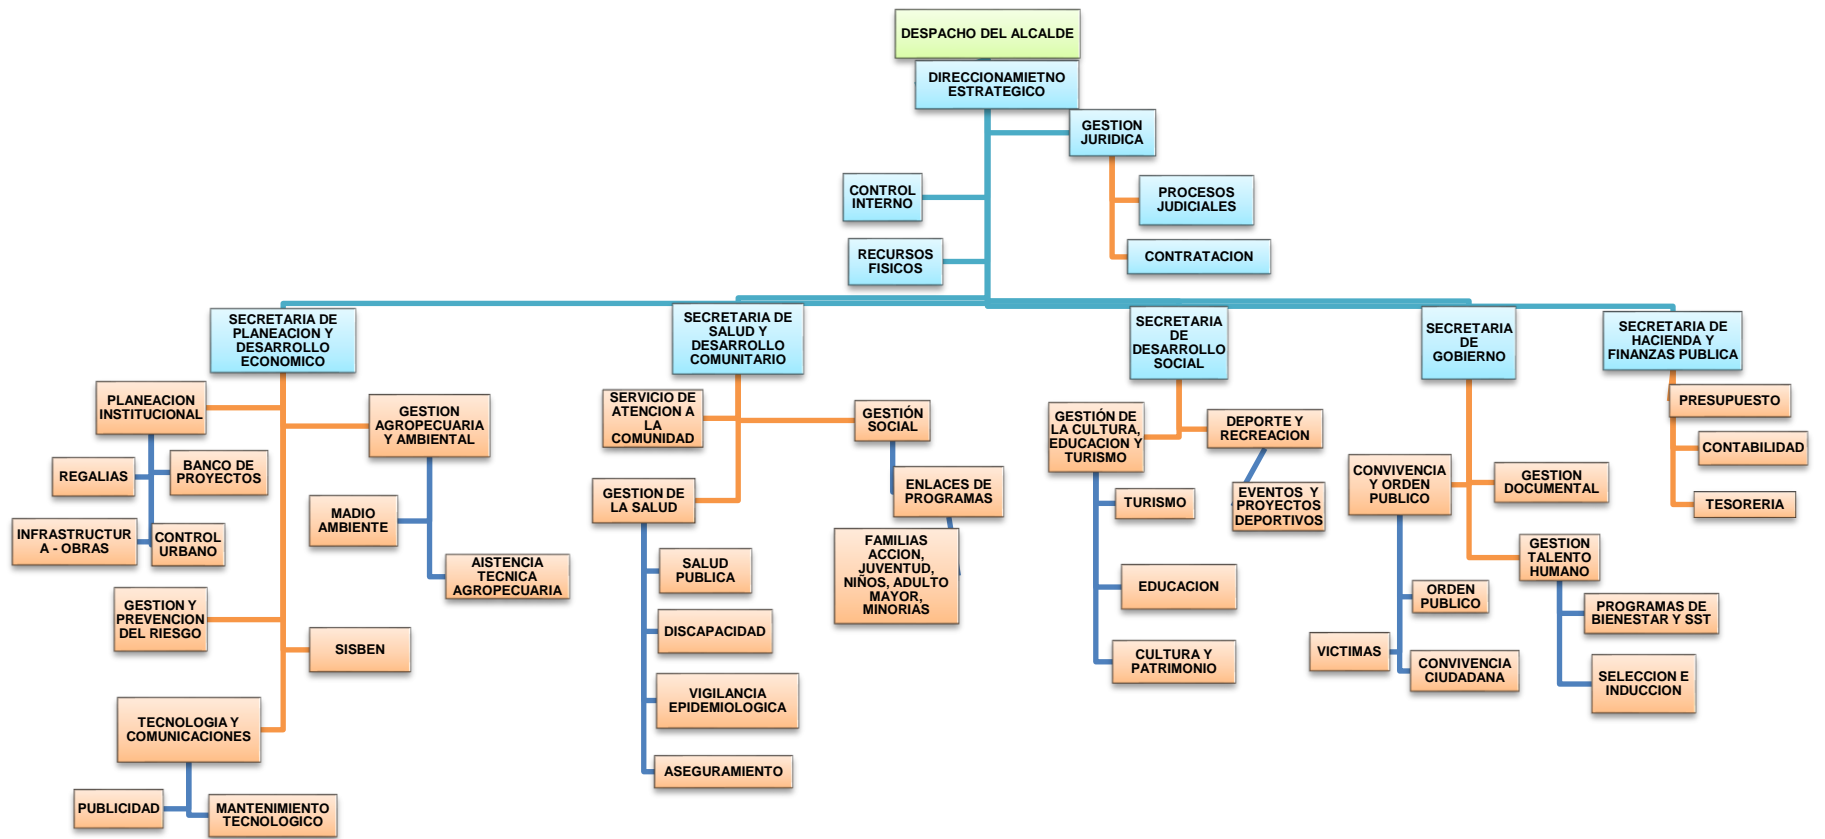 DESPACHO DEL ALCALDE
DIRECCIONAMIETNO
ESTRATEGICO
GESTION
JURIDICA
CONTROL
INTERNO
PROCESOS
JUDICIALES
RECURSOS
FISICOS
CONTRATACION
SECRETARIA DE
PLANEACION Y
DESARROLLO
ECONOMICO
SECRETARIA DE
SALUD Y
DESARROLLO
COMUNITARIO
SECRETARIA
DE
DESARROLLO
SOCIAL
SECRETARIA
DE
GOBIERNO
SECRETARIA DE
HACIENDA Y
FINANZAS PUBLICA
PLANEACION
INSTITUCIONAL
GESTION
AGROPECUARIA
Y AMBIENTAL
REGALIAS
BANCO DE
PROYECTOS
INFRASTRUCTUR
A - OBRAS
CONTROL
URBANO
MADIO
AMBIENTE
AISTENCIA
TECNICA
AGROPECUARIA
GESTION Y
PREVENCION
DEL RIESGO
SISBEN
TECNOLOGIA Y
COMUNICACIONES
PUBLICIDAD
MANTENIMIENTO
TECNOLOGICO
SERVICIO DE
ATENCION A
LA
COMUNIDAD
GESTIÓN
SOCIAL
GESTION DE
LA SALUD
ENLACES DE
PROGRAMAS
FAMILIAS
ACCION,
JUVENTUD,
NIÑOS, ADULTO
MAYOR,
MINORIAS
SALUD
PUBLICA
DISCAPACIDAD
VIGILANCIA
EPIDEMIOLOGICA
ASEGURAMIENTO
GESTIÓN DE
LA CULTURA,
EDUCACION Y
TURISMO
DEPORTE Y
RECREACION
TURISMO
EVENTOS Y
PROYECTOS
DEPORTIVOS
EDUCACION
CULTURA Y
PATRIMONIO
CONVIVENCIA
Y ORDEN
PUBLICO
GESTION
DOCUMENTAL
GESTION
TALENTO
HUMANO
ORDEN
PUBLICO
VICTIMAS
CONVIVENCIA
CIUDADANA
PROGRAMAS DE
BIENESTAR Y SST
SELECCION E
INDUCCION
PRESUPUESTO
CONTABILIDAD
TESORERIA